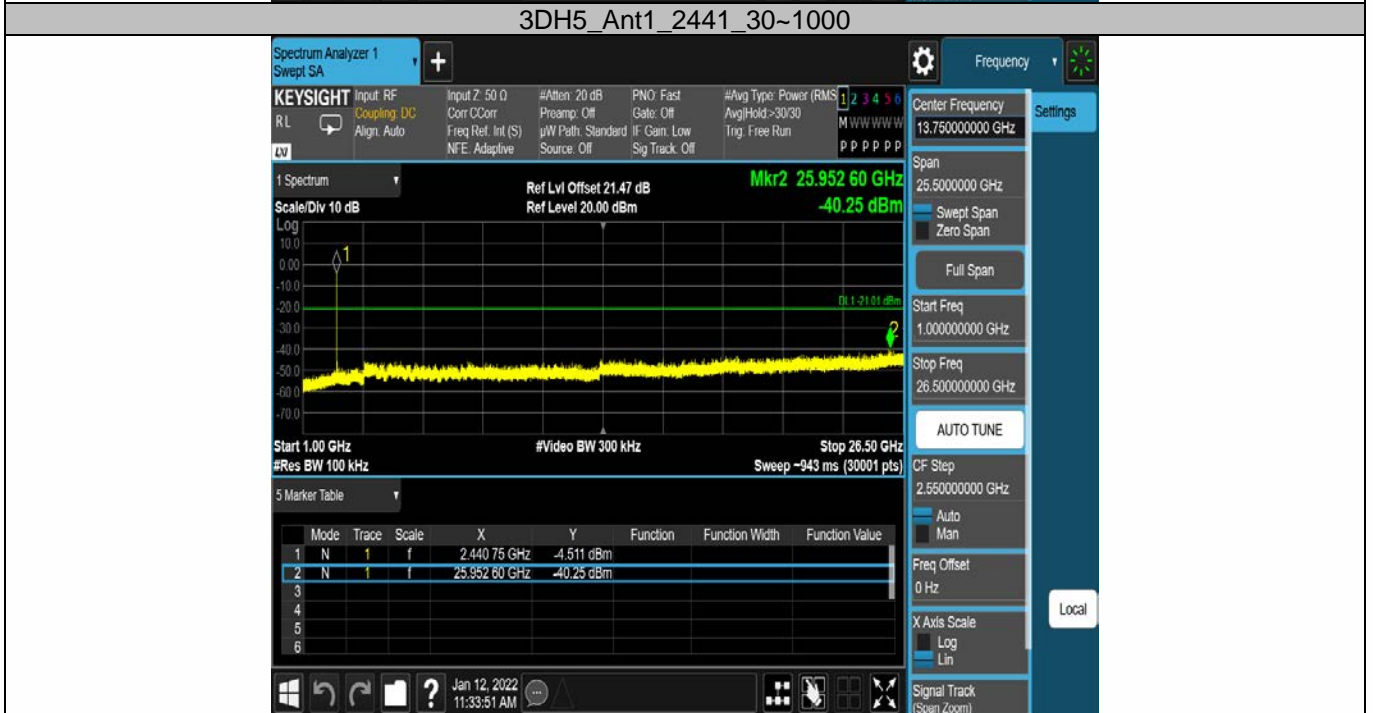 3DH5_Ant1_2441_30~1000
Spectrum Analyzer 1
Swept SA
+
Frequency
KEYSIGHT Input: RF Input Z: 50 Ω #Atten: 20 dB PNO: Fast #Avg Type: Power (RMS 1 2 3 4 5 6
RL Coupling: DC Corr CCorr Preamp: Off Gate: Off Avg|Hold:>30/30 M W W W W W
Align: Auto Freq Ref: Int (S) µW Path: Standard IF Gain: Low Trig: Free Run
LXI NFE: Adaptive Source: Off Sig Track: Off P P P P P P
Center Frequency
13.750000000 GHz
Settings
Span
25.5000000 GHz
Swept Span
Zero Span
Full Span
Start Freq
1.000000000 GHz
Stop Freq
26.500000000 GHz
AUTO TUNE
CF Step
2.550000000 GHz
Auto
Man
Freq Offset
0 Hz
X Axis Scale
Log
Lin
Local
Signal Track
(Span Zoom)
1 Spectrum
Ref Lvl Offset 21.47 dB Mkr2 25.952 60 GHz
Scale/Div 10 dB Ref Level 20.00 dBm -40.25 dBm
Log
10.0
0.00
-10.0
-20.0
-30.0
-40.0
-50.0
-60.0
-70.0
1
DL1 -21.01 dBm
2
Start 1.00 GHz #Video BW 300 kHz Stop 26.50 GHz
#Res BW 100 kHz Sweep ~943 ms (30001 pts)
5 Marker Table
Mode Trace Scale X Y Function Function Width Function Value
1 N 1 f 2.440 75 GHz -4.511 dBm
2 N 1 f 25.952 60 GHz -40.25 dBm
3
4
5
6
? Jan 12, 2022
11:33:51 AM